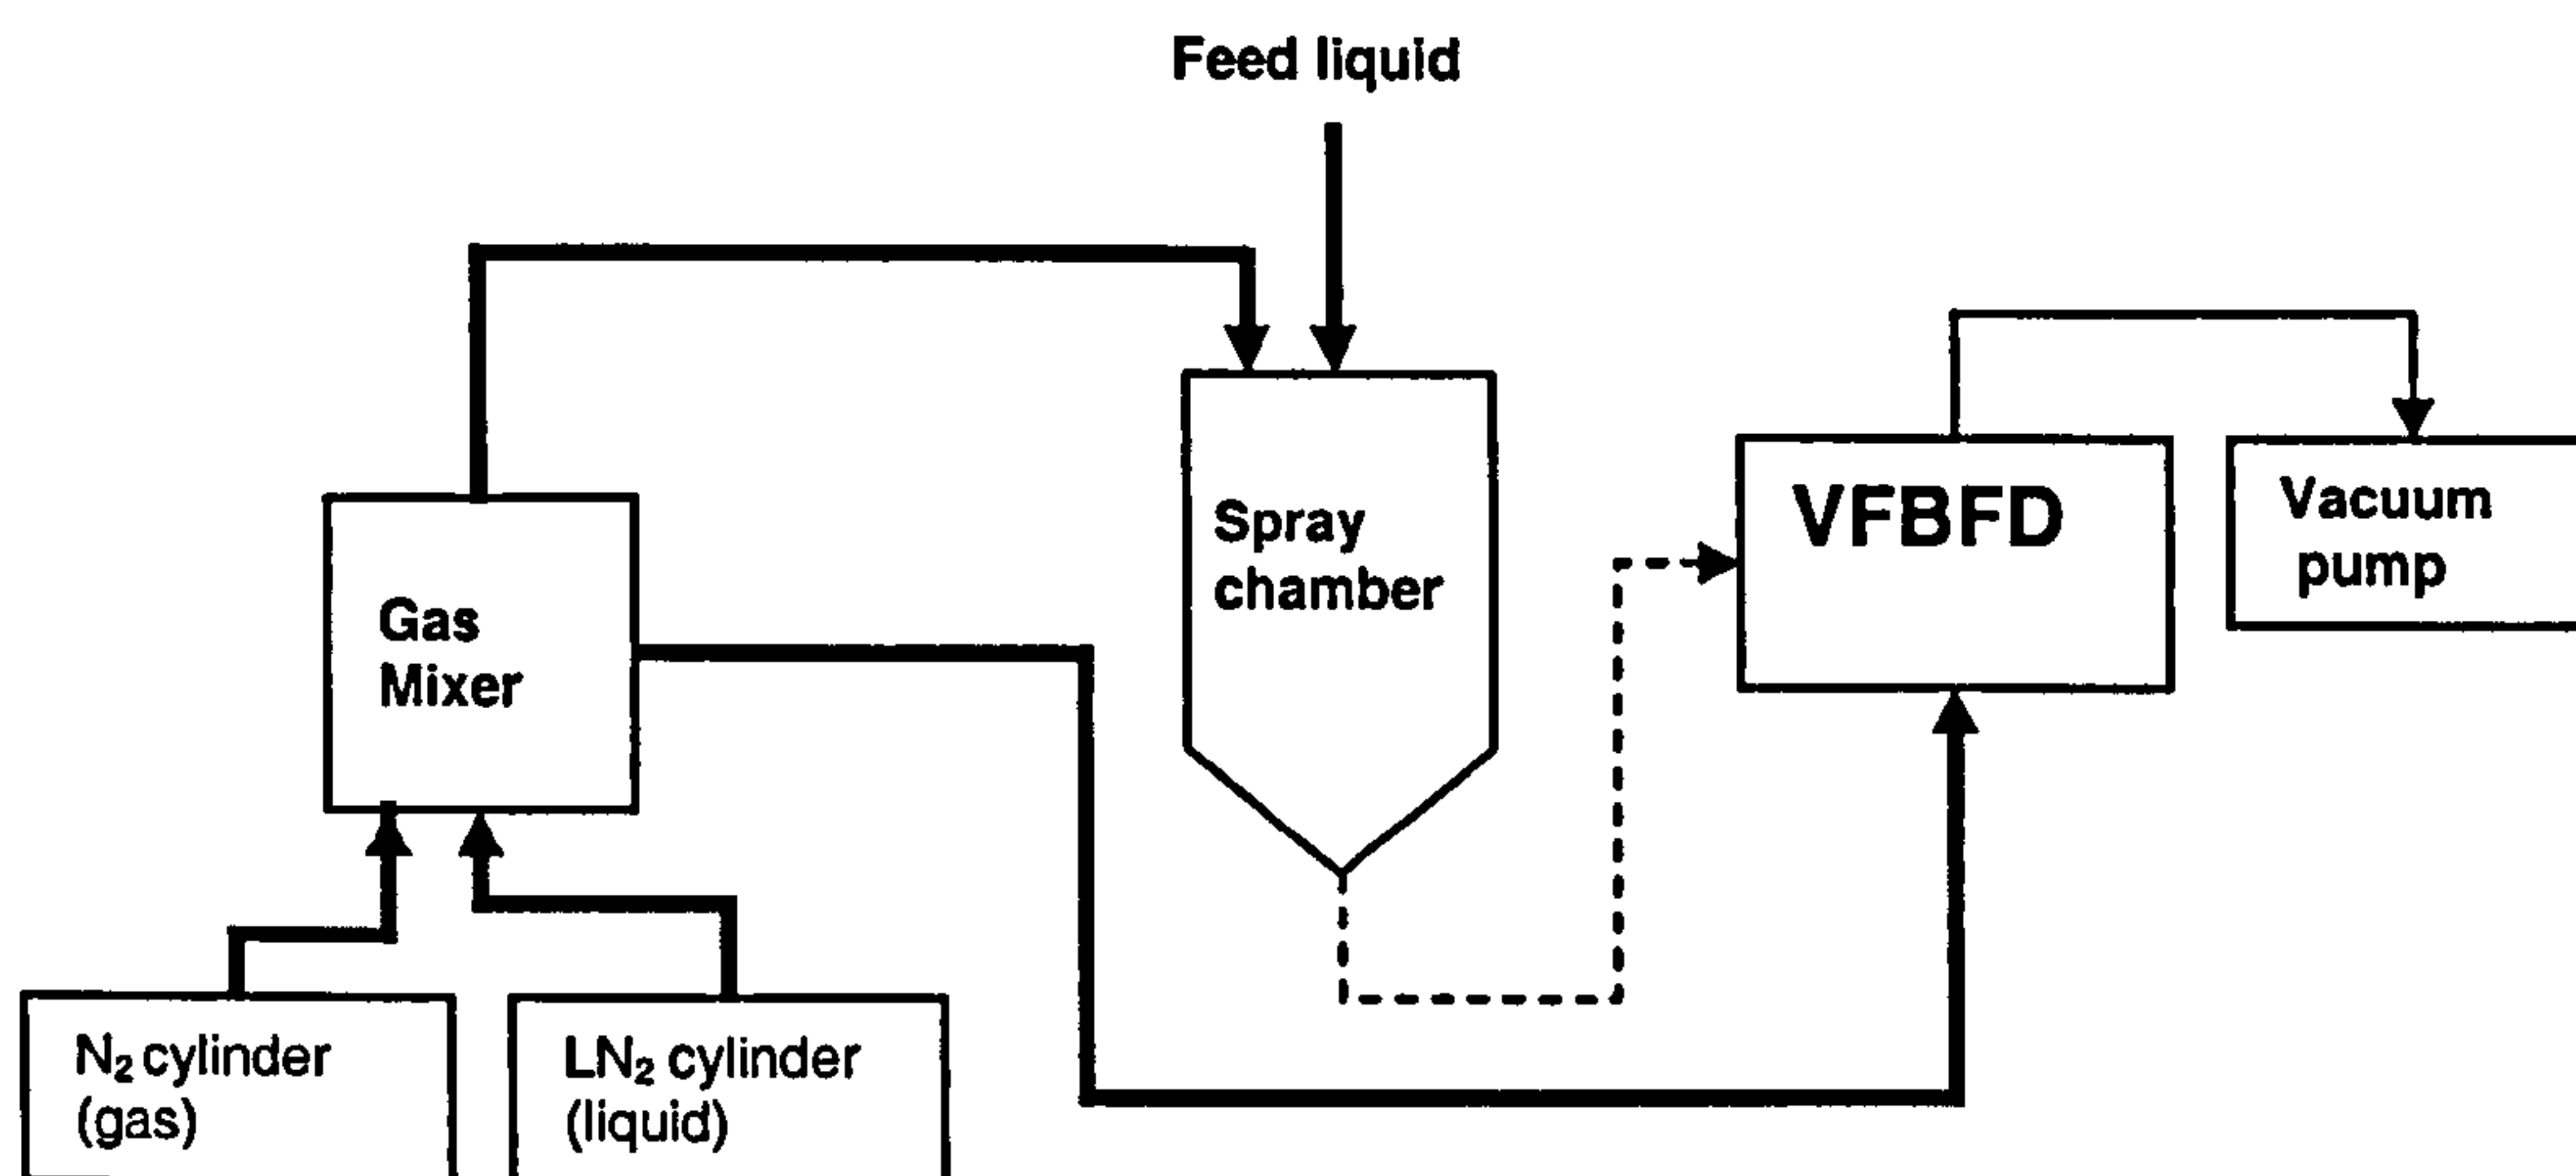 Feed liquid
Spray
chamber
VFBFD
Vacuum
pump
Gas
Mixer
N₂ cylinder
(gas)
LN₂ cylinder
(liquid)